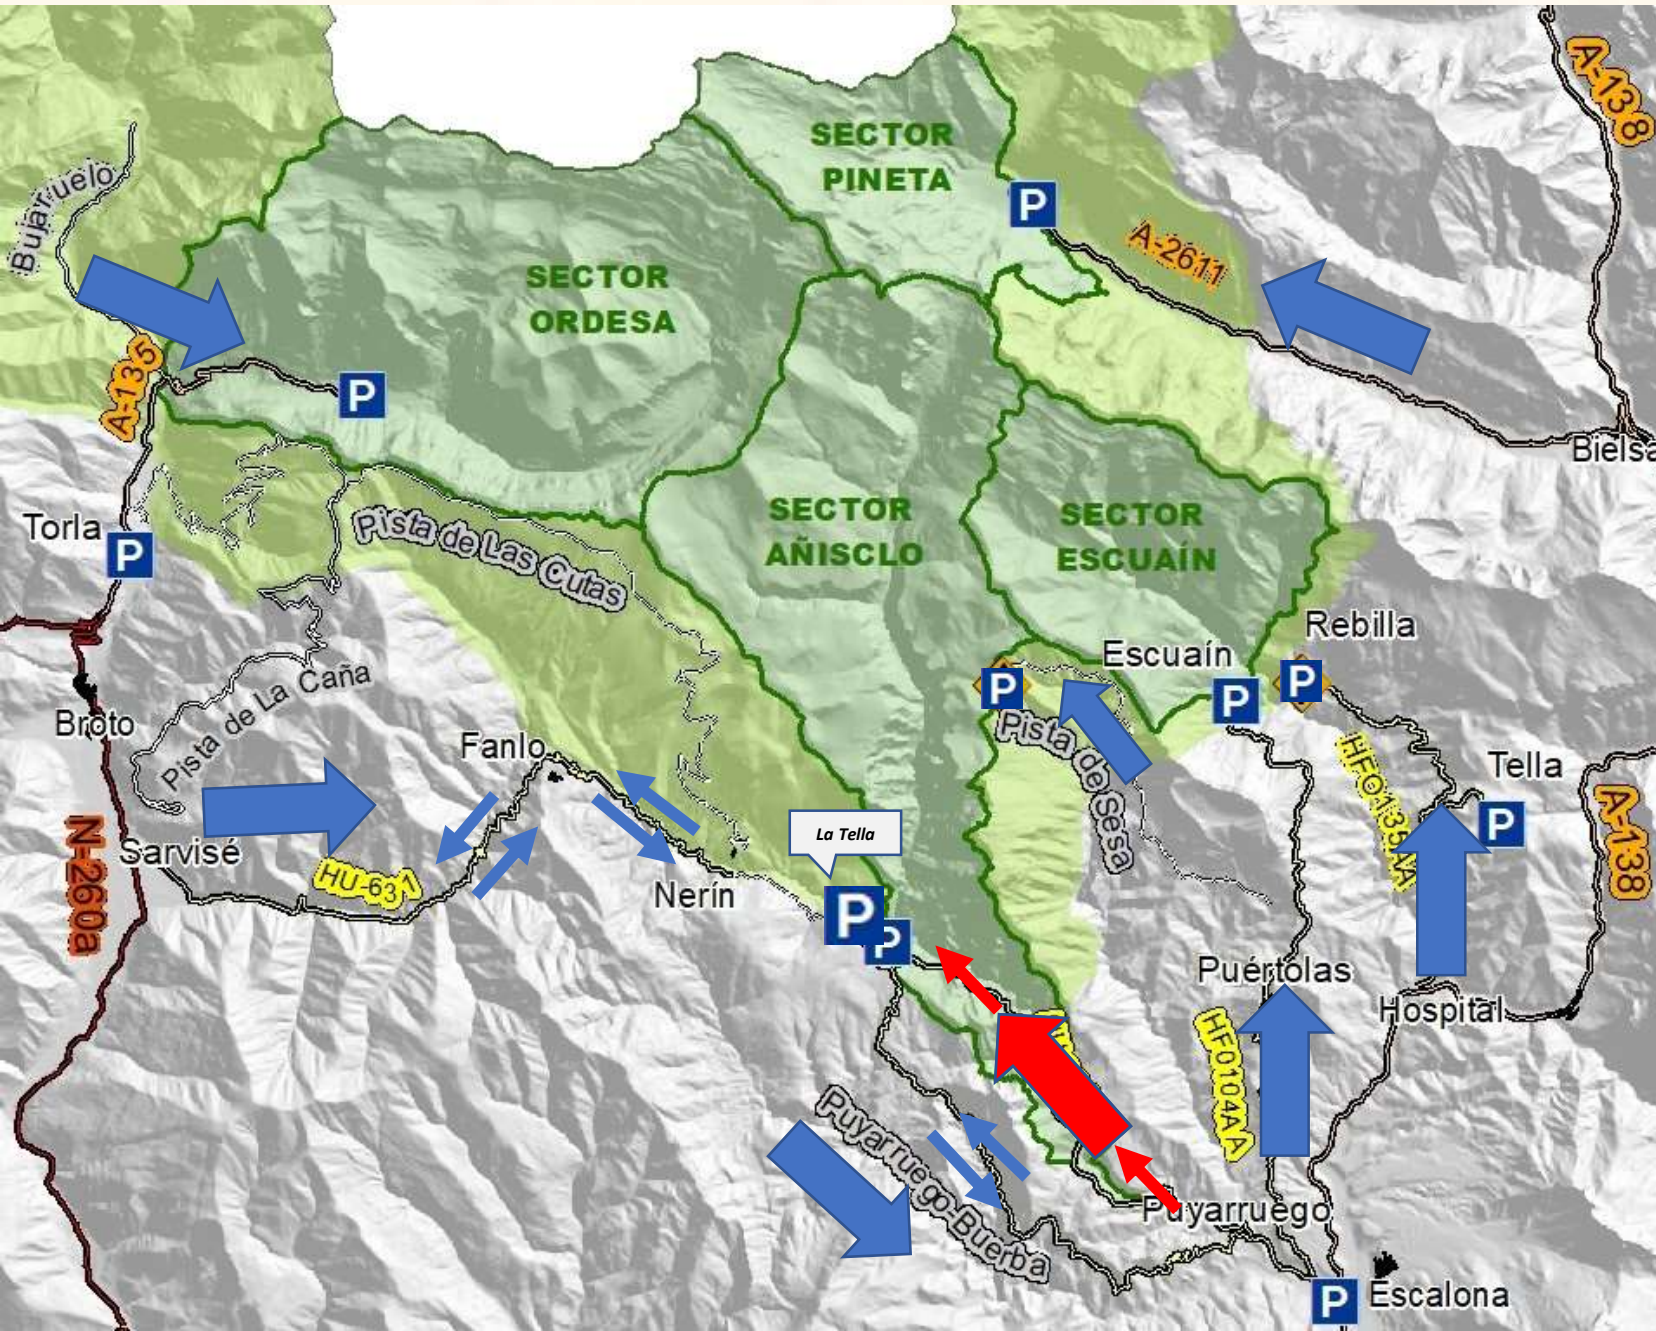 A-138
SECTOR
PINETA
P
Bujaruelo
A-2611
SECTOR
ORDESA
A-135
P
Bielsa
Torla
P
Pista de Las Cutas
SECTOR
AÑISCLO
SECTOR
ESCUAÍN
Rebilla
Escuaín
P
P
P
Pista de La Caña
Broto
Fanlo
Pista de Sesa
HF0135AA
Tella
P
A-138
La Tella
N-260a
Sarvisé
HU-631
Nerín
P
P
Puértolas
Hospital
HF0104AA
Puyarruego-Buerba
Puyarruego
P
Escalona